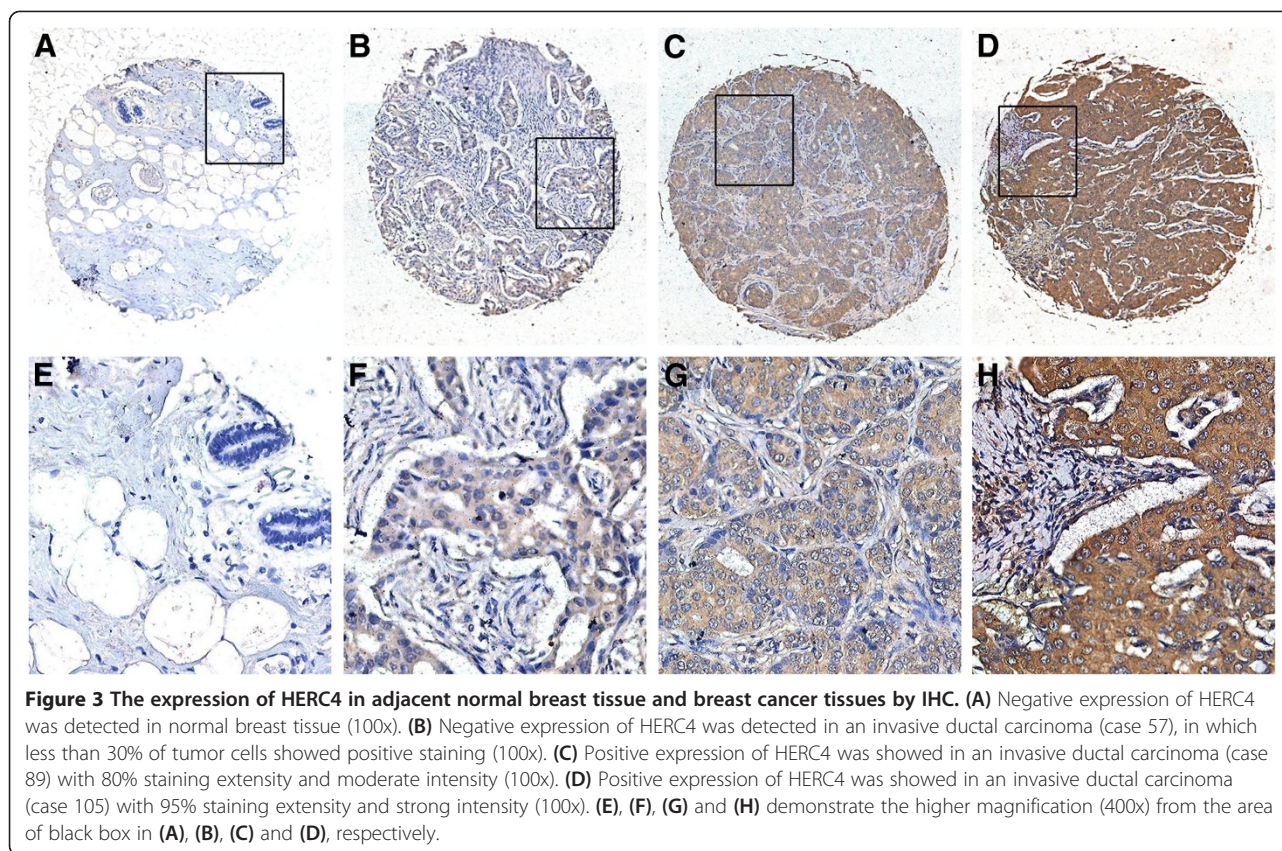 A
B
C
D
E
F
G
H
Figure 3 The expression of HERC4 in adjacent normal breast tissue and breast cancer tissues by IHC. (A) Negative expression of HERC4
was detected in normal breast tissue (100x). (B) Negative expression of HERC4 was detected in an invasive ductal carcinoma (case 57), in which
less than 30% of tumor cells showed positive staining (100x). (C) Positive expression of HERC4 was showed in an invasive ductal carcinoma (case
89) with 80% staining extensity and moderate intensity (100x). (D) Positive expression of HERC4 was showed in an invasive ductal carcinoma
(case 105) with 95% staining extensity and strong intensity (100x). (E), (F), (G) and (H) demonstrate the higher magnification (400x) from the area
of black box in (A), (B), (C) and (D), respectively.